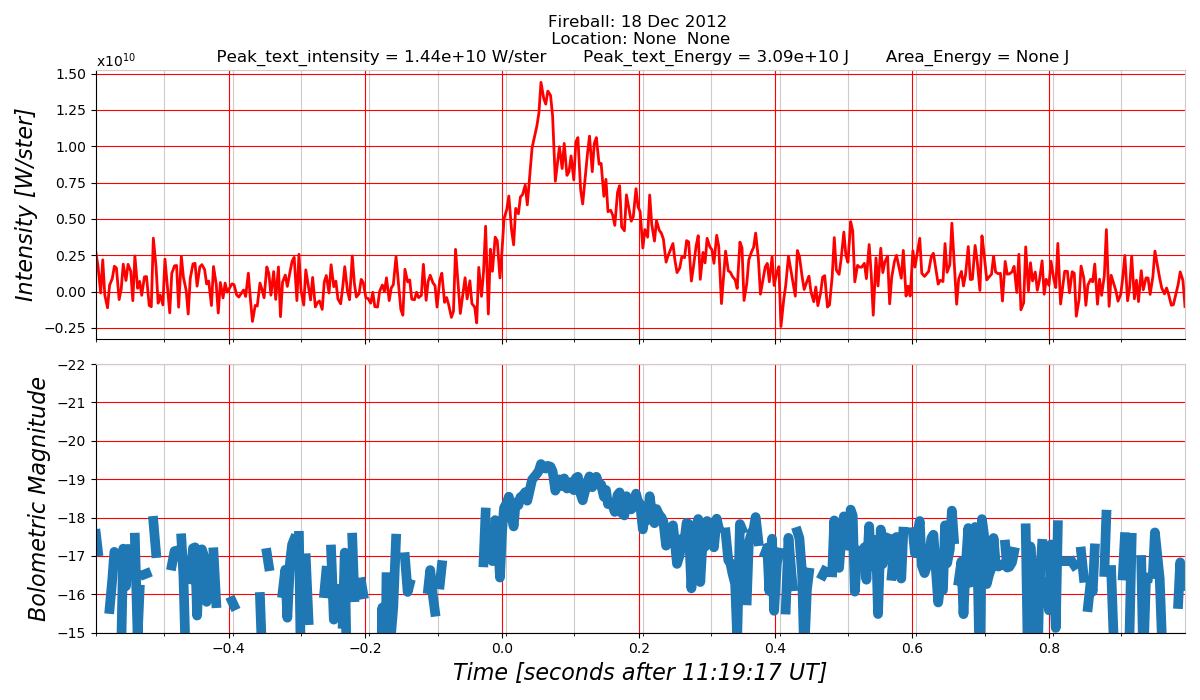 Fireball: 18 Dec 2012
Location: None  None
Peak_text_intensity = 1.44e+10 W/ster  Peak_text_Energy = 3.09e+10 J  Area_Energy = None J
x10¹⁰
1.50
1.25
1.00
0.75
0.50
0.25
0.00
−0.25
Intensity [W/ster]
−22
−21
−20
−19
−18
−17
−16
−15
Bolometric Magnitude
−0.4 −0.2 0.0 0.2 0.4 0.6 0.8
Time [seconds after 11:19:17 UT]